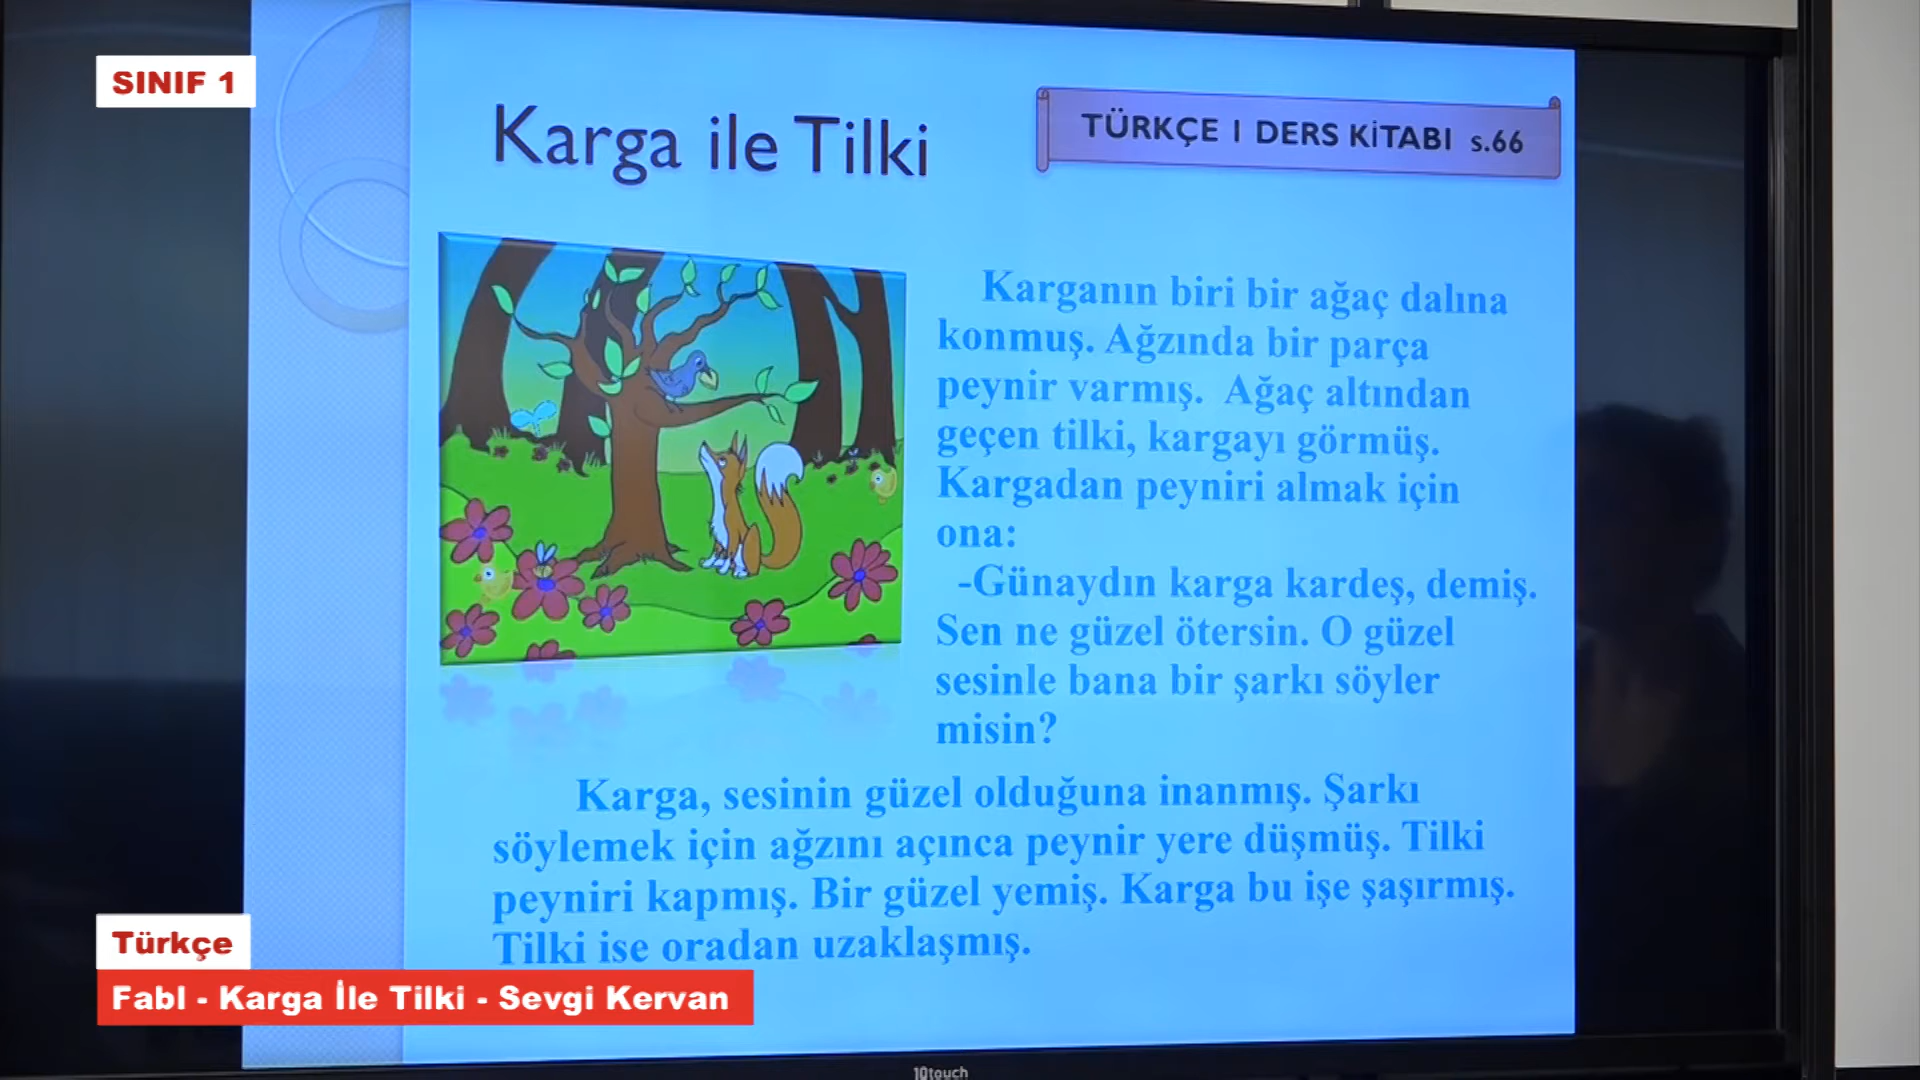 SINIF 1
Karga ile Tilki
TÜRKÇE 1 DERS KİTABI s.66
Karganın biri bir ağaç dalına
konmuş. Ağzında bir parça
peynir varmış. Ağaç altından
geçen tilki, kargayı görmüş.
Kargadan peyniri almak için
ona:
-Günaydın karga kardeş, demiş.
Sen ne güzel ötersin. O güzel
sesinle bana bir şarkı söyler
misin?
Karga, sesinin güzel olduğuna inanmış. Şarkı
söylemek için ağzını açınca peynir yere düşmüş. Tilki
peyniri kapmış. Bir güzel yemiş. Karga bu işe şaşırmış.
Tilki ise oradan uzaklaşmış.
Türkçe
Fabl - Karga İle Tilki - Sevgi Kervan
10touch